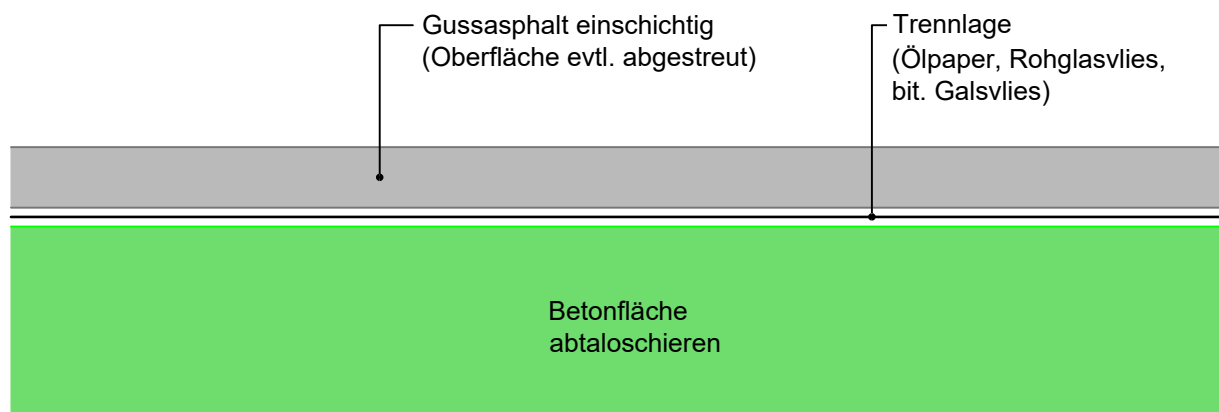 Gussasphalt einschichtig
(Oberfläche evtl. abgestreut)
Trennlage
(Ölpaper, Rohglasvlies,
bit. Galsvlies)
Betonfläche
abtaloschieren